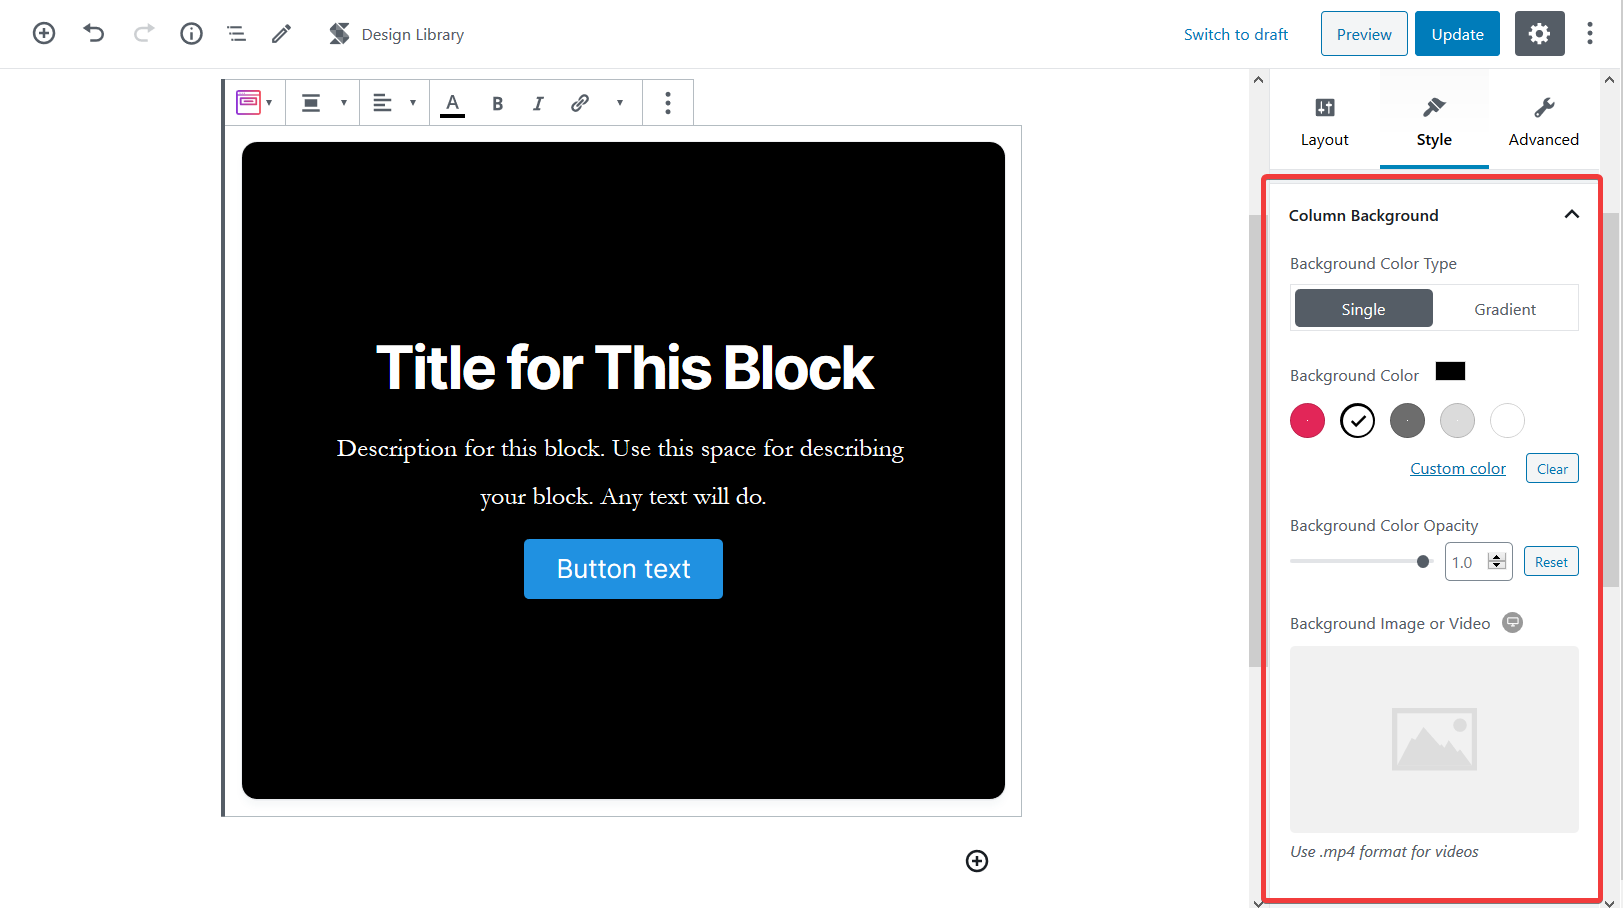 Design Library
Switch to draft
Preview
Update
A B I
Layout
Style
Advanced
Title for This Block
Description for this block. Use this space for describing
your block. Any text will do.
Button text
Column Background
Background Color Type
Single
Gradient
Background Color
Custom color
Clear
Background Color Opacity
1.0
Reset
Background Image or Video
Use .mp4 format for videos